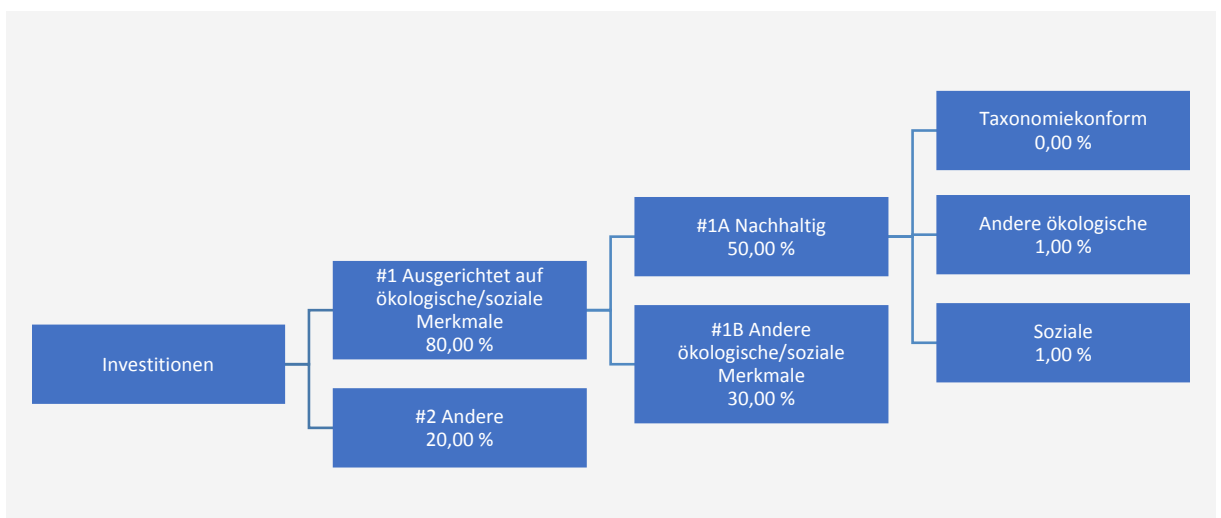 Investitionen
#1 Ausgerichtet auf
ökologische/soziale
Merkmale
80,00 %
#2 Andere
20,00 %
#1A Nachhaltig
50,00 %
#1B Andere
ökologische/soziale
Merkmale
30,00 %
Taxonomiekonform
0,00 %
Andere ökologische
1,00 %
Soziale
1,00 %